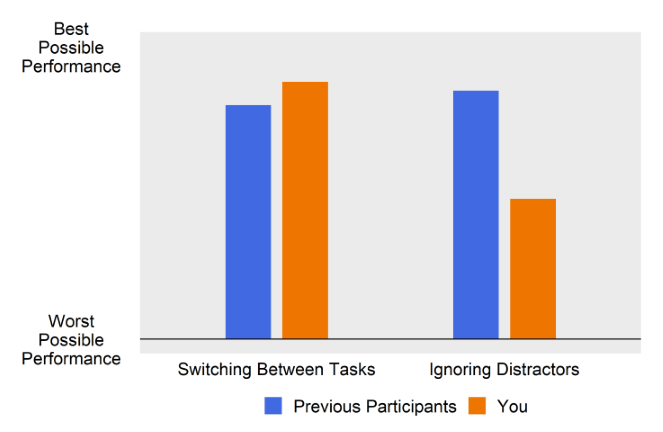 Best
Possible
Performance
Worst
Possible
Performance
Switching Between Tasks
Ignoring Distractors
Previous Participants
You